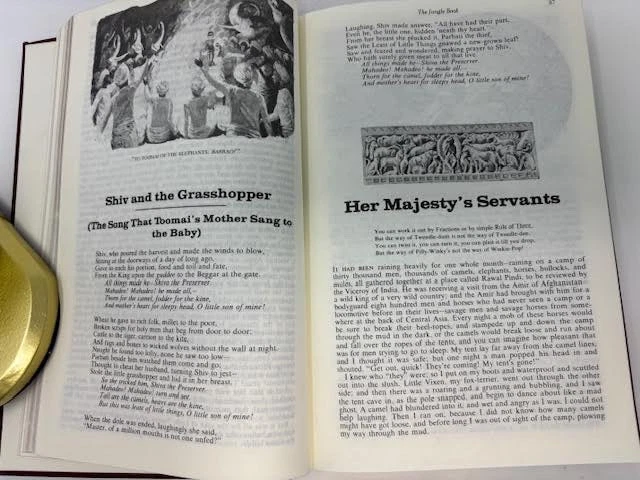 "TOOMAI OF THE ELEPHANTS, BARRAO!"
Shiv and the Grasshopper
(The Song That Toomai's Mother Sang to
the Baby)
Shiv, who poured the harvest and made the winds to blow,
Sitting at the doorways of a day of long ago,
Gave to each his portion, food and toil and fate,
From the King upon the guddee to the Beggar at the gate.
All things made he—Shiva the Preserver.
Mahadeo! Mahadeo! he made all,—
Thorn for the camel, fodder for the kine,
And mother's heart for sleepy head, O little son of mine!
Wheat he gave to rich folk, millet to the poor,
Broken scraps for holy men that beg from door to door;
Cattle to the tiger, carrion to the kite,
And rags and bones to wicked wolves without the wall at night.
Naught he found too lofty, none he saw too low—
Parbati beside him watched them come and go;
Thought to cheat her husband, turning Shiv to jest—
Stole the little grasshopper and hid it in her breast.
So she tricked him, Shiva the Preserver.
Mahadeo! Mahadeo! turn and see.
Tall are the camels, heavy are the kine,
But this was least of little things, O little son of mine!
When the dole was ended, laughingly she said,
"Master, of a million mouths is not one unfed?"
The Jungle Book
87
Laughing, Shiv made answer, "All have had their part,
Even he, the little one, hidden 'neath thy heart."
From her breast she plucked it, Parbati the thief,
Saw the Least of Little Things gnawed a new-grown leaf!
Saw and feared and wondered, making prayer to Shiv,
Who hath surely given meat to all that live.
All things made he—Shiva the Preserver.
Mahadeo! Mahadeo! he made all,—
Thorn for the camel, fodder for the kine,
And mother's heart for sleepy head, O little son of mine!
Her Majesty's Servants
You can work it out by Fractions or by simple Rule of Three,
But the way of Tweedle-dum is not the way of Tweedle-dee.
You can twist it, you can turn it, you can plait it till you drop,
But the way of Pilly-Winky's not the way of Winkie-Pop!
IT HAD BEEN raining heavily for one whole month—raining on a camp of
thirty thousand men, thousands of camels, elephants, horses, bullocks, and
mules, all gathered together at a place called Rawal Pindi, to be reviewed by
the Viceroy of India. He was receiving a visit from the Amir of Afghanistan—
a wild king of a very wild country; and the Amir had brought with him for a
bodyguard eight hundred men and horses who had never seen a camp or a
locomotive before in their lives—savage men and savage horses from some-
where at the back of Central Asia. Every night a mob of these horses would
be sure to break their heel-ropes, and stampede up and down the camp
through the mud in the dark, or the camels would break loose and run about
and fall over the ropes of the tents, and you can imagine how pleasant that
was for men trying to go to sleep. My tent lay far away from the camel lines,
and I thought it was safe; but one night a man popped his head in and
shouted, "Get out, quick! They're coming! My tent's gone!"
I knew who "they" were; so I put on my boots and waterproof and scuttled
out into the slush. Little Vixen, my fox-terrier, went out through the other
side; and then there was a roaring and a grunting and bubbling, and I saw
the tent cave in, as the pole snapped, and begin to dance about like a mad
ghost. A camel had blundered into it, and wet and angry as I was, I could not
help laughing. Then I ran on, because I did not know how many camels
might have got loose, and before long I was out of sight of the camp, plowing
my way through the mud.